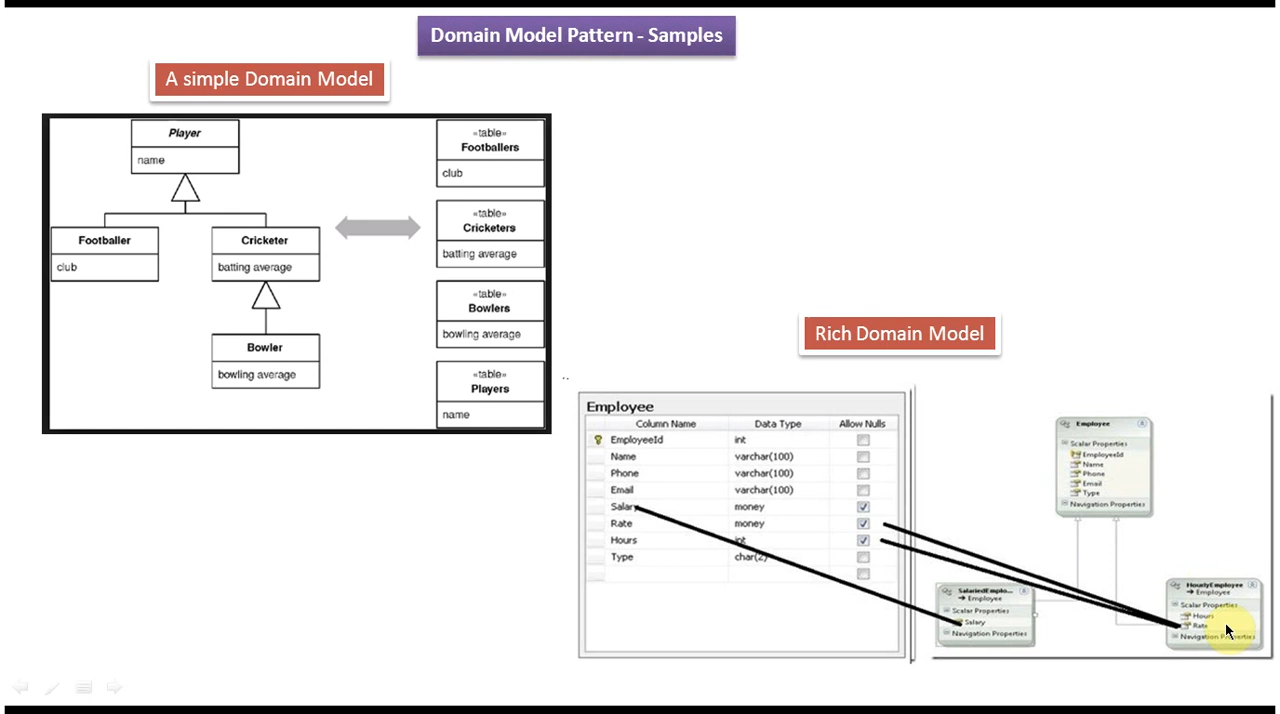 Domain Model Pattern - Samples
A simple Domain Model
Player
name
Footballer
club
Cricketer
batting average
Bowler
bowling average
«table»
Footballers
club
«table»
Cricketers
batting average
«table»
Bowlers
bowling average
«table»
Players
name
Rich Domain Model
..
Employee
Column Name Data Type Allow Nulls
EmployeeId int
Name varchar(100)
Phone varchar(100)
Email varchar(100)
Salary money
Rate money
Hours int
Type char(2)
Employee
Scalar Properties
EmployeeId
Name
Phone
Email
Type
Navigation Properties
SalariedEmplo...
→ Employee
Scalar Properties
Salary
Navigation Properties
HourlyEmployee
→ Employee
Scalar Properties
Hours
Rate
Navigation Properties